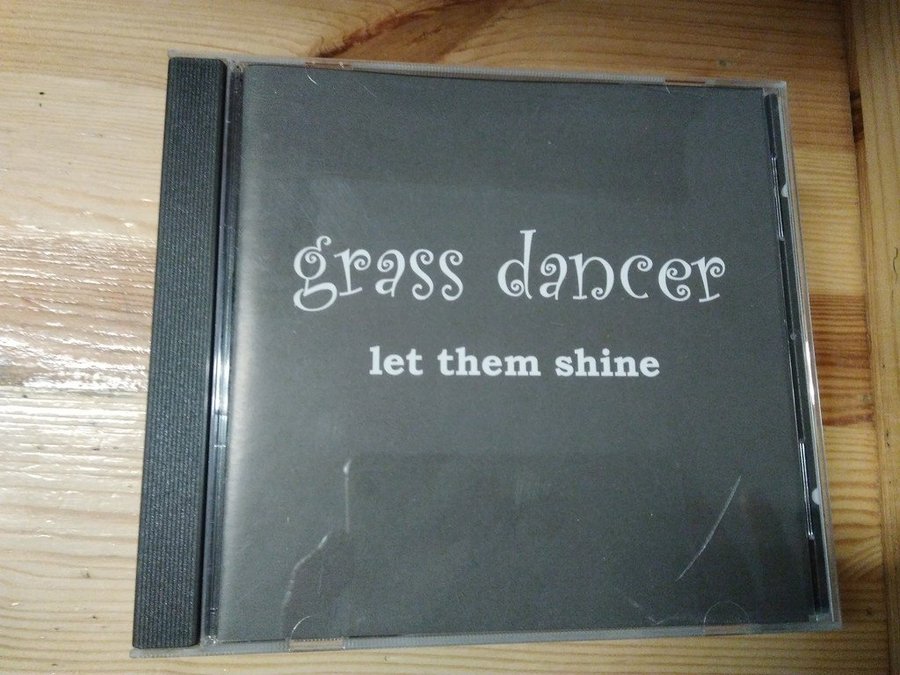 grass dancer
let them shine